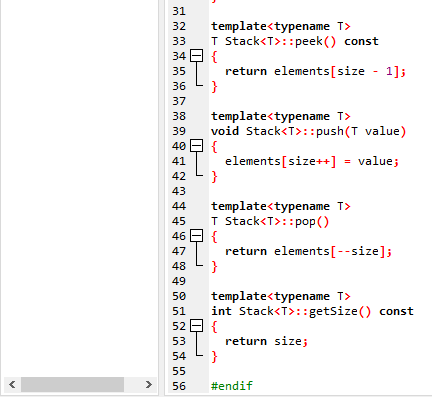 31
32 template<typename T>
33 T Stack<T>::peek() const
34 {
35   return elements[size - 1];
36 }
37
38 template<typename T>
39 void Stack<T>::push(T value)
40 {
41   elements[size++] = value;
42 }
43
44 template<typename T>
45 T Stack<T>::pop()
46 {
47   return elements[--size];
48 }
49
50 template<typename T>
51 int Stack<T>::getSize() const
52 {
53   return size;
54 }
55
56 #endif